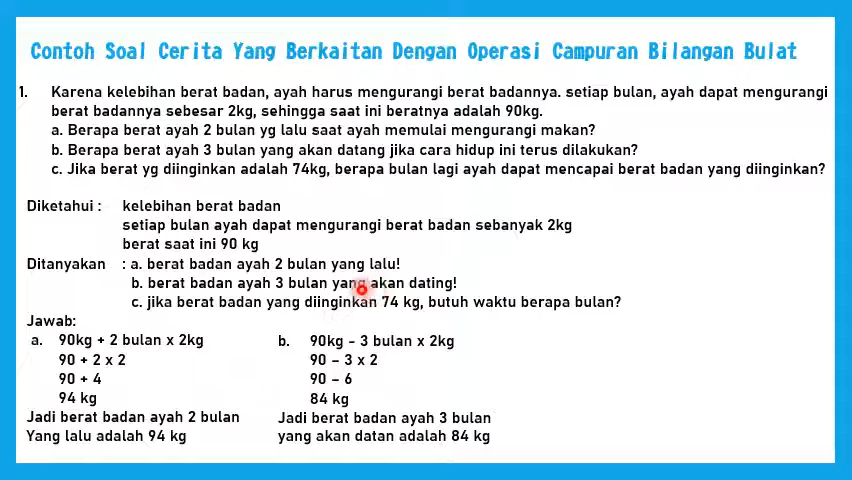 Contoh Soal Cerita Yang Berkaitan Dengan Operasi Campuran Bilangan Bulat
1. Karena kelebihan berat badan, ayah harus mengurangi berat badannya. setiap bulan, ayah dapat mengurangi
berat badannya sebesar 2kg, sehingga saat ini beratnya adalah 90kg.
a. Berapa berat ayah 2 bulan yg lalu saat ayah memulai mengurangi makan?
b. Berapa berat ayah 3 bulan yang akan datang jika cara hidup ini terus dilakukan?
c. Jika berat yg diinginkan adalah 74kg, berapa bulan lagi ayah dapat mencapai berat badan yang diinginkan?
Diketahui : kelebihan berat badan
setiap bulan ayah dapat mengurangi berat badan sebanyak 2kg
berat saat ini 90 kg
Ditanyakan : a. berat badan ayah 2 bulan yang lalu!
b. berat badan ayah 3 bulan yang akan dating!
c. jika berat badan yang diinginkan 74 kg, butuh waktu berapa bulan?
Jawab:
a. 90kg + 2 bulan x 2kg
90 + 2 x 2
90 + 4
94 kg
Jadi berat badan ayah 2 bulan
Yang lalu adalah 94 kg
b. 90kg – 3 bulan x 2kg
90 – 3 x 2
90 – 6
84 kg
Jadi berat badan ayah 3 bulan
yang akan datan adalah 84 kg